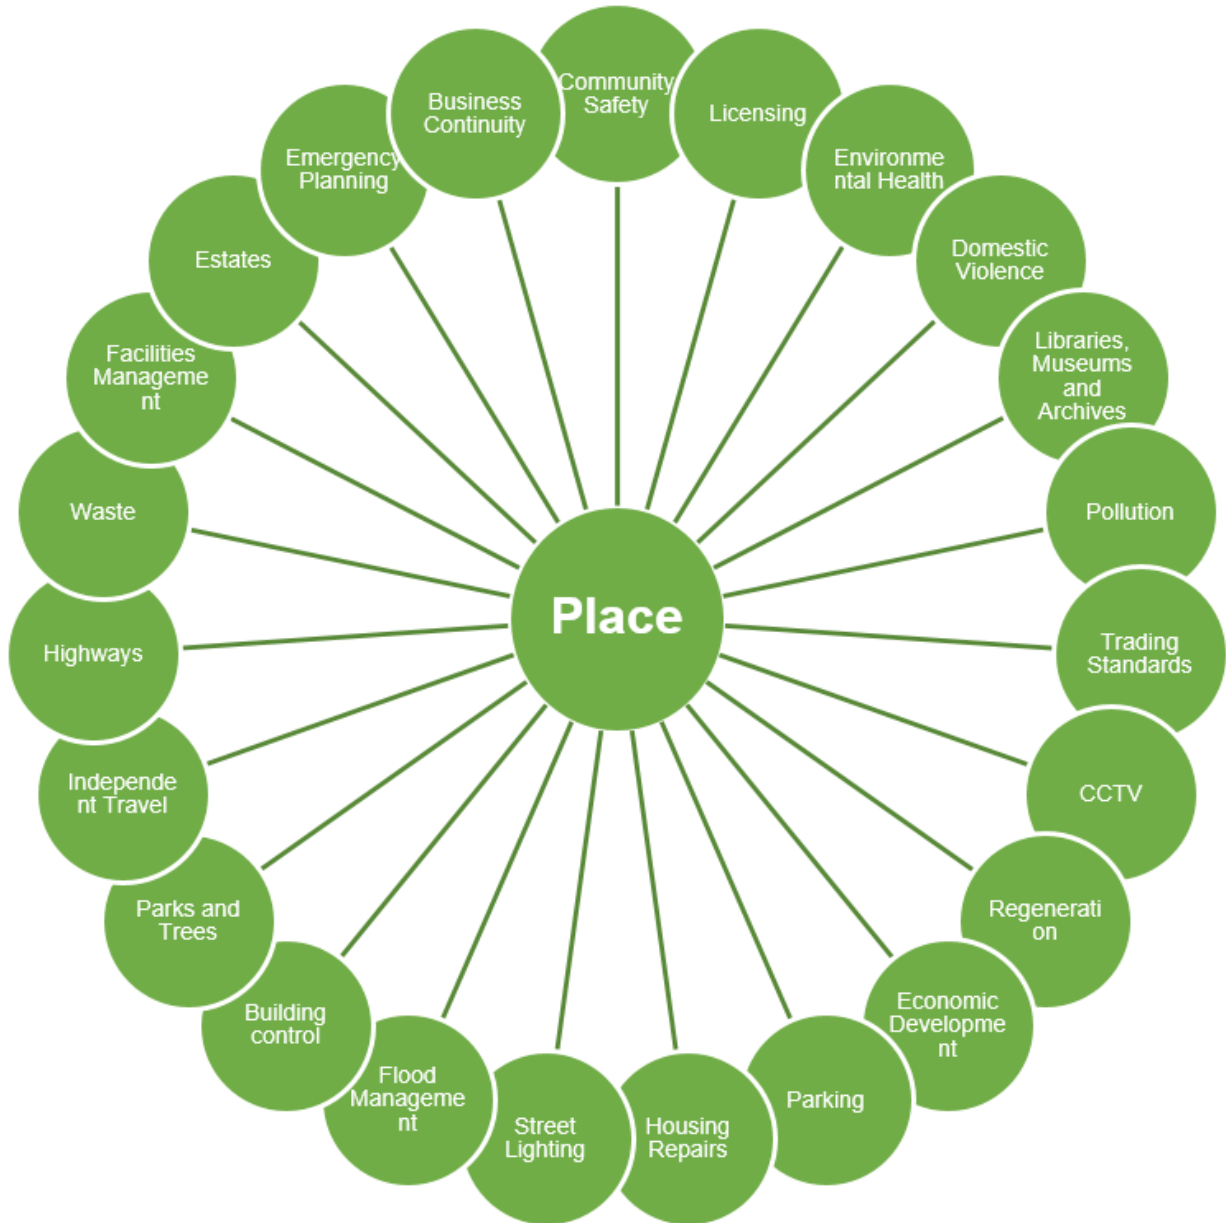 Community
Safety
Licensing
Environme
ntal Health
Domestic
Violence
Libraries,
Museums
and
Archives
Pollution
Trading
Standards
CCTV
Regenerati
on
Economic
Developme
nt
Parking
Housing
Repairs
Street
Lighting
Flood
Manageme
nt
Building
control
Parks and
Trees
Independe
nt Travel
Highways
Waste
Facilities
Manageme
nt
Estates
Emergency
Planning
Business
Continuity
Place